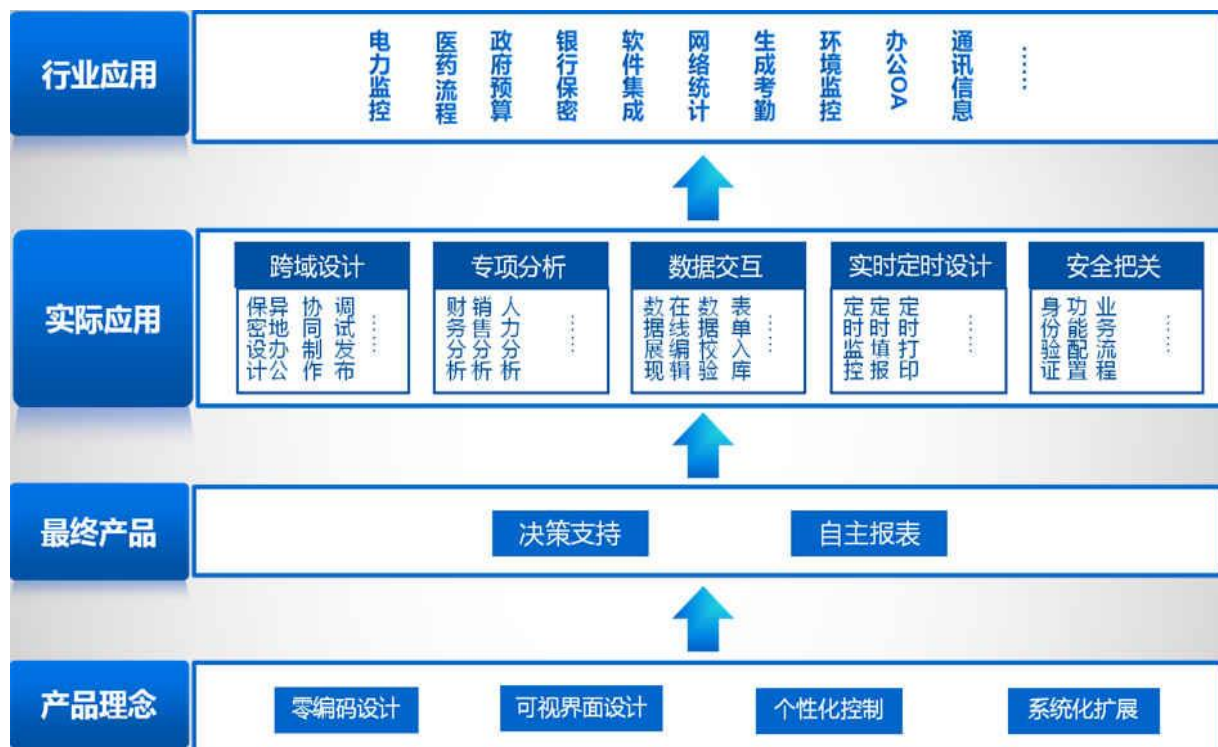 行业应用
电力监控
医药流程
政府预算
银行保密
软件集成
网络统计
生成考勤
环境监控
办公OA
通讯信息
......
实际应用
跨域设计
保密设计
异地办公
协同制作
调试发布
......
专项分析
财务分析
销售分析
人力分析
......
数据交互
数据展现
在线编辑
数据校验
表单入库
......
实时定时设计
定时监控
定时填报
定时打印
......
安全把关
身份验证
功能配置
业务流程
......
最终产品
决策支持
自主报表
产品理念
零编码设计
可视界面设计
个性化控制
系统化扩展